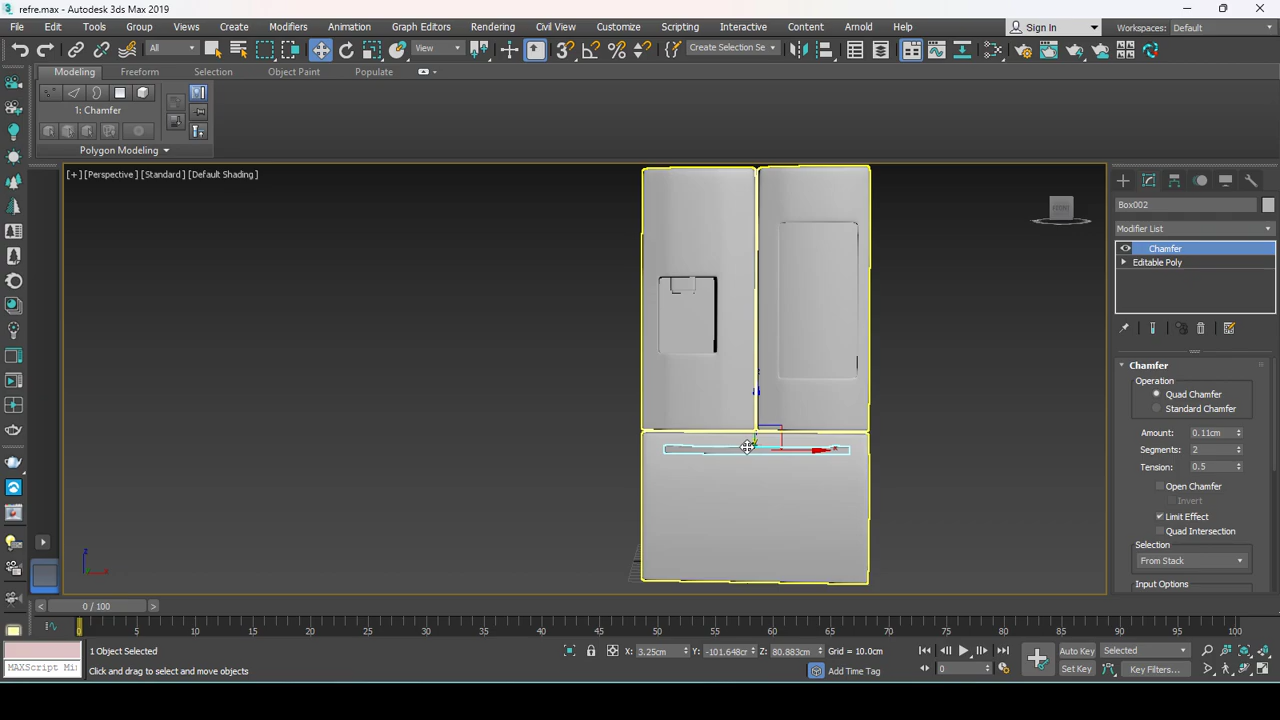 refre.max - Autodesk 3ds Max 2019
File Edit Tools Group Views Create Modifiers Animation Graph Editors Rendering Civil View Customize Scripting Interactive Content Arnold Help Sign In Workspaces: Default
All View Create Selection Se
Modeling Freeform Selection Object Paint Populate
1: Chamfer
Polygon Modeling
[+] [Perspective] [Standard] [Default Shading]
Box002
Modifier List
Chamfer
Editable Poly
Chamfer
Operation
Quad Chamfer
Standard Chamfer
Amount: 0.11cm
Segments: 2
Tension: 0.5
Open Chamfer
Invert
Limit Effect
Quad Intersection
Selection
From Stack
Input Options
z
x
0 / 100
0 5 10 15 20 25 30 35 40 45 50 55 60 65 70 75 80 85 90 95 100
1 Object Selected X: 3.25cm Y: -101.648cm Z: 80.883cm Grid = 10.0cm Auto Key Selected
MAXScript Mi: Click and drag to select and move objects Add Time Tag 0 Set Key Key Filters...